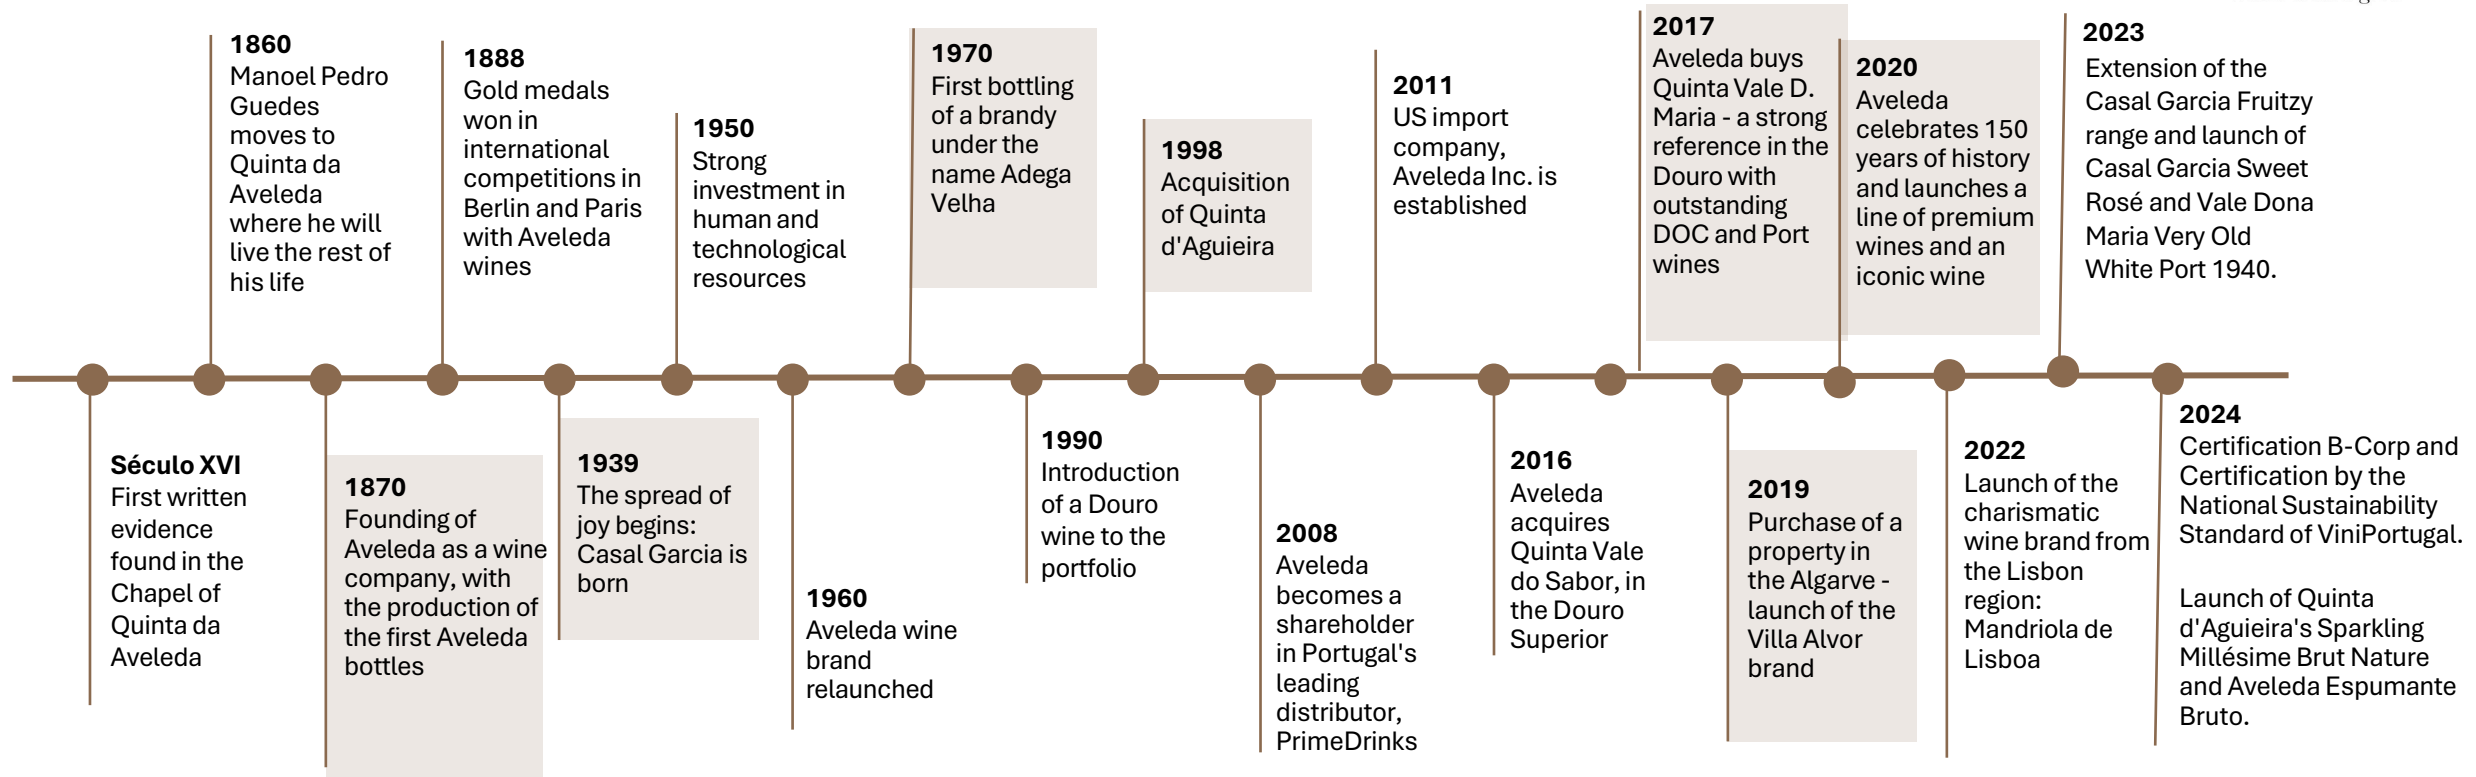 1860
Manoel Pedro
Guedes
moves to
Quinta da
Aveleda
where he will
live the rest of
his life
1888
Gold medals
won in
international
competitions in
Berlin and Paris
with Aveleda
wines
1950
Strong
investment in
human and
technological
resources
1970
First bottling
of a brandy
under the
name Adega
Velha
1998
Acquisition
of Quinta
d'Aguieira
2011
US import
company,
Aveleda Inc. is
established
2017
Aveleda buys
Quinta Vale D.
Maria - a strong
reference in the
Douro with
outstanding
DOC and Port
wines
2020
Aveleda
celebrates 150
years of history
and launches a
line of premium
wines and an
iconic wine
2023
Extension of the
Casal Garcia Fruitzy
range and launch of
Casal Garcia Sweet
Rosé and Vale Dona
Maria Very Old
White Port 1940.
Século XVI
First written
evidence
found in the
Chapel of
Quinta da
Aveleda
1870
Founding of
Aveleda as a wine
company, with
the production of
the first Aveleda
bottles
1939
The spread of
joy begins:
Casal Garcia is
born
1960
Aveleda wine
brand
relaunched
1990
Introduction
of a Douro
wine to the
portfolio
2008
Aveleda
becomes a
shareholder
in Portugal's
leading
distributor,
PrimeDrinks
2016
Aveleda
acquires
Quinta Vale
do Sabor, in
the Douro
Superior
2019
Purchase of a
property in
the Algarve -
launch of the
Villa Alvor
brand
2022
Launch of the
charismatic
wine brand from
the Lisbon
region:
Mandriola de
Lisboa
2024
Certification B-Corp and
Certification by the
National Sustainability
Standard of ViniPortugal.
Launch of Quinta
d'Aguieira's Sparkling
Millésime Brut Nature
and Aveleda Espumante
Bruto.